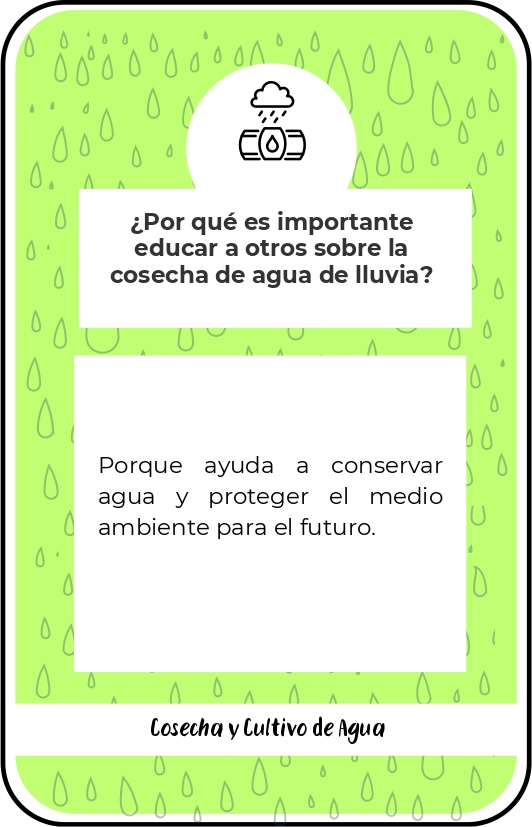 ¿Por qué es importante
educar a otros sobre la
cosecha de agua de lluvia?
Porque ayuda a conservar
agua y proteger el medio
ambiente para el futuro.
Cosecha y Cultivo de Agua